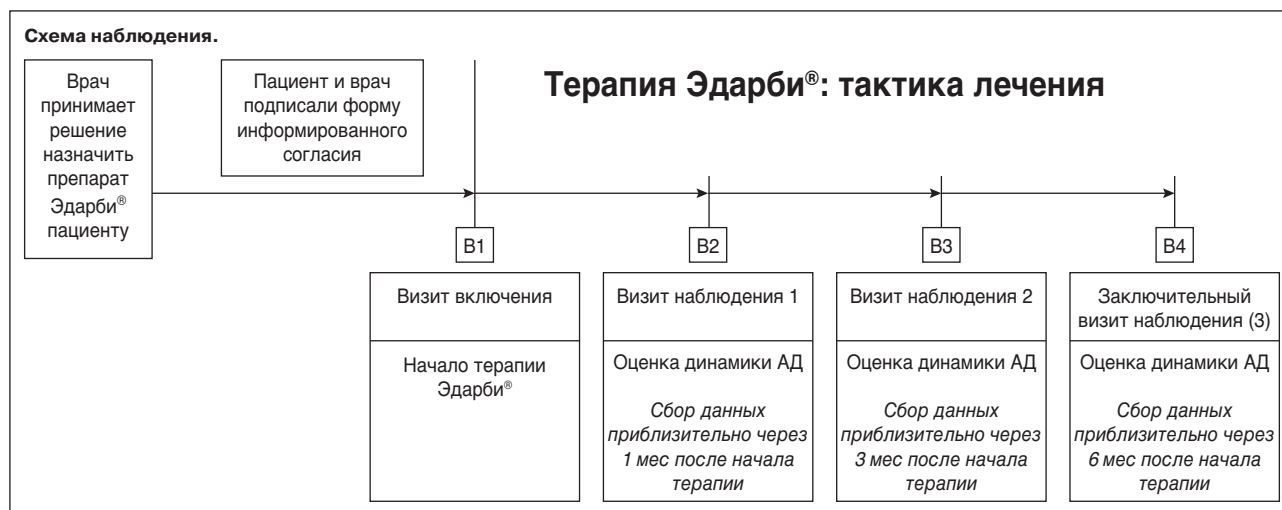 Схема наблюдения.
Врач
принимает
решение
назначить
препарат
Эдарби®
пациенту
Пациент и врач
подписали форму
информированного
согласия
Терапия Эдарби®: тактика лечения
В1
В2
В3
В4
Визит включения
Начало терапии
Эдарби®
Визит наблюдения 1
Оценка динамики АД
Сбор данных
приблизительно через
1 мес после начала
терапии
Визит наблюдения 2
Оценка динамики АД
Сбор данных
приблизительно через
3 мес после начала
терапии
Заключительный
визит наблюдения (3)
Оценка динамики АД
Сбор данных
приблизительно через
6 мес после начала
терапии